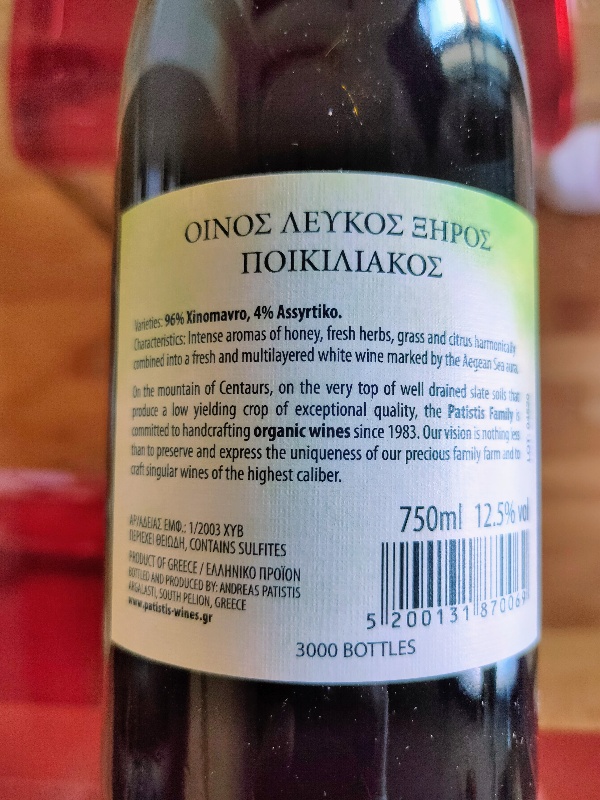 ΟΙΝΟΣ ΛΕΥΚΟΣ ΞΗΡΟΣ
ΠΟΙΚΙΛΙΑΚΟΣ
Varieties: 96% Xinomavro, 4% Assyrtiko.
Characteristics: Intense aromas of honey, fresh herbs, grass and citrus harmonically
combined into a fresh and multilayered white wine marked by the Aegean Sea aura.
On the mountain of Centaurs, on the very top of well drained slate soils that
produce a low yielding crop of exceptional quality, the Patistis Family is
committed to handcrafting organic wines since 1983. Our vision is nothing less
than to preserve and express the uniqueness of our precious family farm and to
craft singular wines of the highest caliber.
750ml 12.5% vol
ΑΡ/ΑΔΕΙΑΣ ΕΜΦ.: 1/2003 ΧΥΒ
ΠΕΡΙΕΧΕΙ ΘΕΙΩΔΗ, CONTAINS SULFITES
PRODUCT OF GREECE / ΕΛΛΗΝΙΚΟ ΠΡΟΪΟΝ
BOTTLED AND PRODUCED BY: ANDREAS PATISTIS
ARGALASTI, SOUTH PELION, GREECE
www.patistis-wines.gr
5 200131 870069
3000 BOTTLES